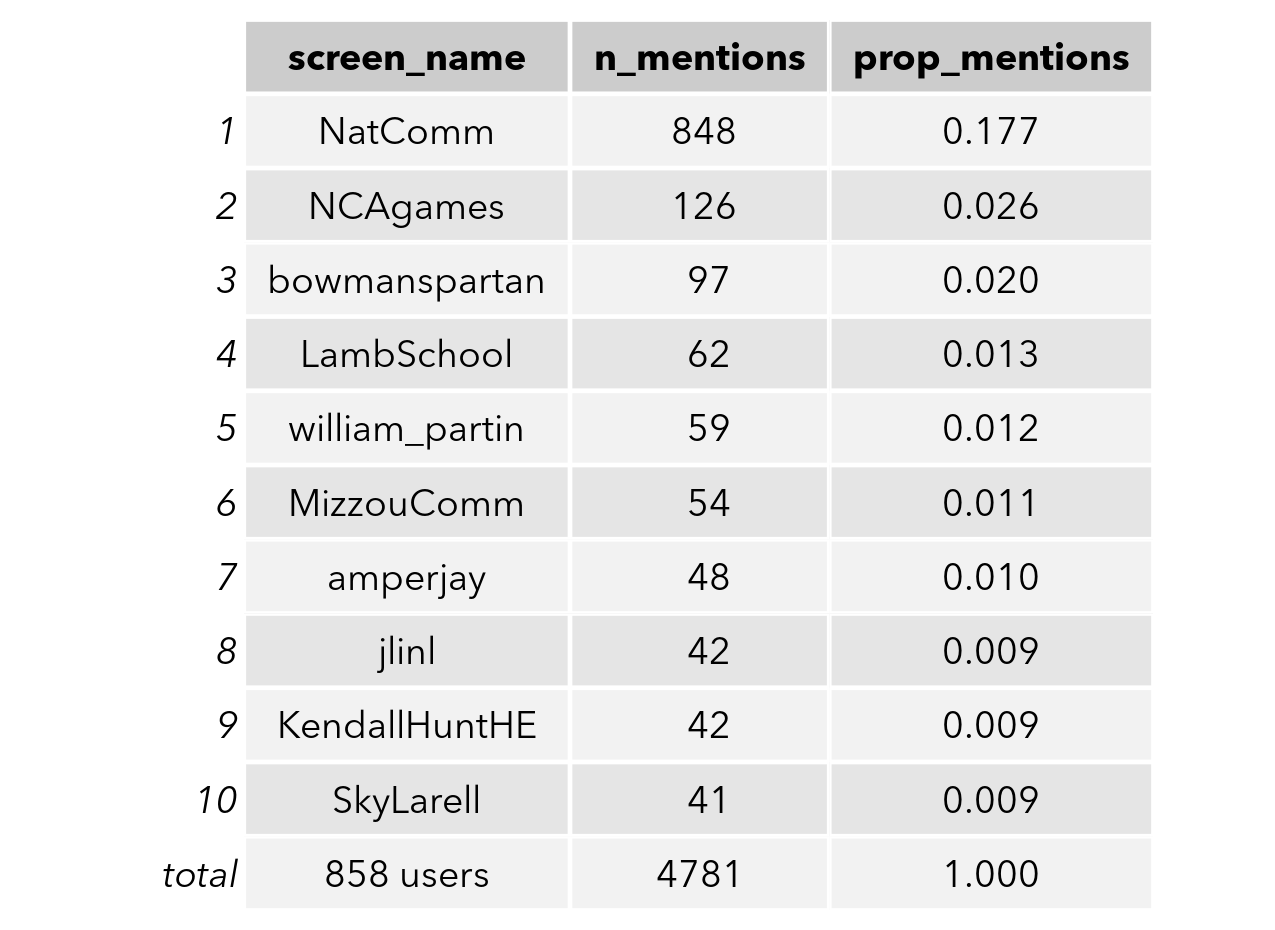 screen_name n_mentions prop_mentions
1 NatComm 848 0.177
2 NCAgames 126 0.026
3 bowmanspartan 97 0.020
4 LambSchool 62 0.013
5 william_partin 59 0.012
6 MizzouComm 54 0.011
7 amperjay 48 0.010
8 jlinl 42 0.009
9 KendallHuntHE 42 0.009
10 SkyLarell 41 0.009
total 858 users 4781 1.000